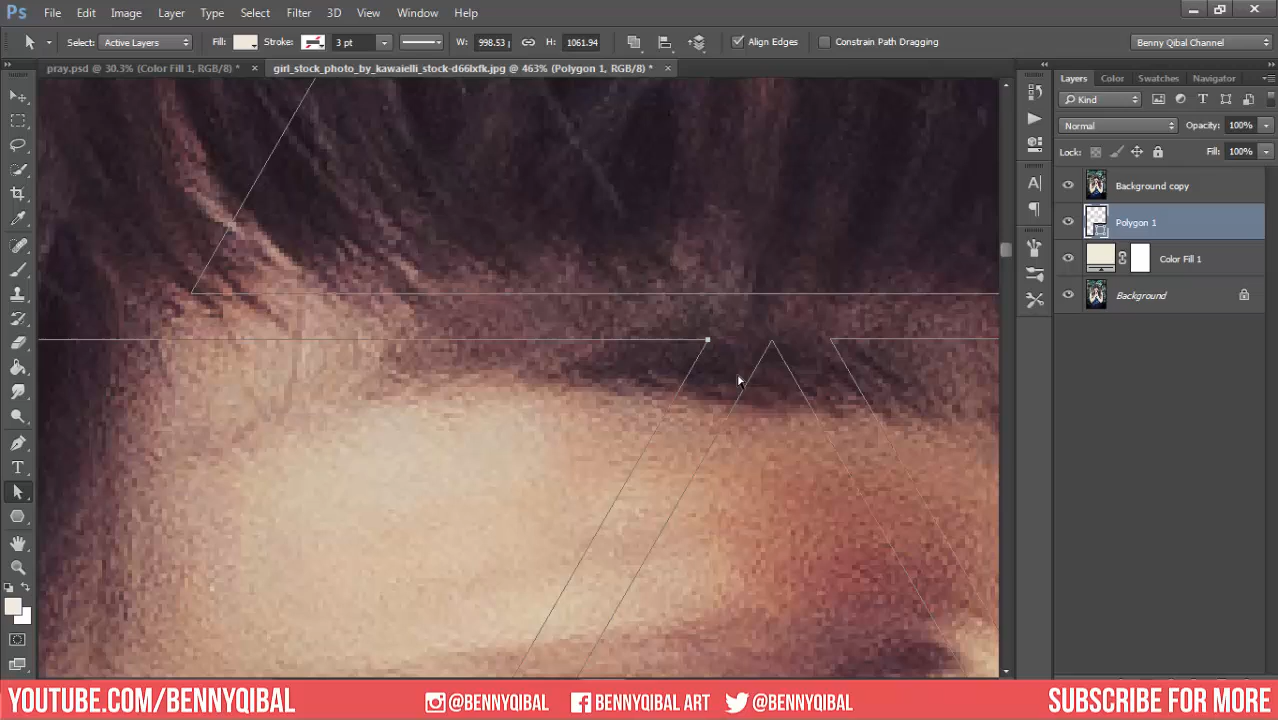 Ps File Edit Image Layer Type Select Filter 3D View Window Help
Select: Active Layers Fill: Stroke: 3 pt W: 998.53 p H: 1061.94 Align Edges Constrain Path Dragging Benny Qibal Channel
pray.psd @ 30.3% (Color Fill 1, RGB/8) * × girl_stock_photo_by_kawaielli_stock-d66lxfk.jpg @ 463% (Polygon 1, RGB/8) * ×
Layers Color Swatches Navigator
Kind
Normal Opacity: 100%
Lock: Fill: 100%
Background copy
Polygon 1
Color Fill 1
Background
YOUTUBE.COM/BENNYQIBAL @BENNYQIBAL BENNYQIBAL ART @BENNYQIBAL SUBSCRIBE FOR MORE